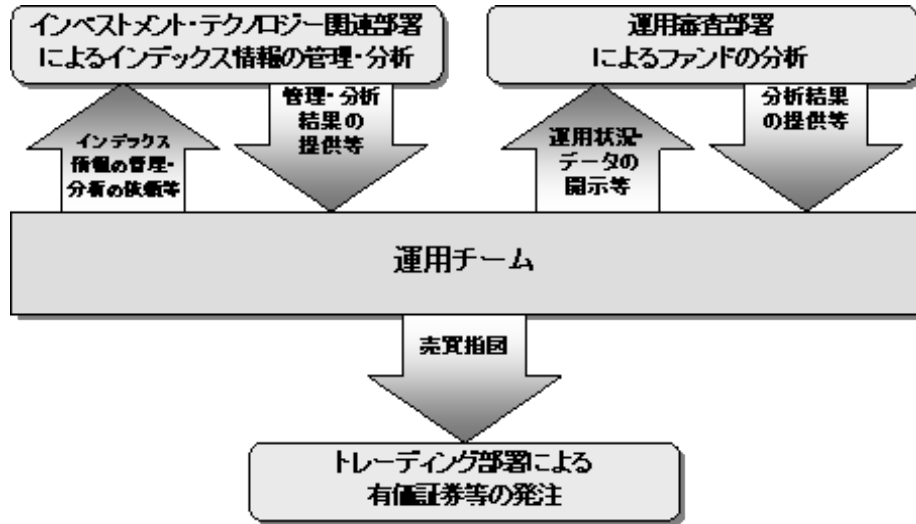 インベストメント・テクノロジー関連部署
によるインデックス情報の管理・分析
運用審査部署
によるファンドの分析
インデックス
情報の管理・
分析の依頼等
管理・分析
結果の
提供等
運用状況・
データの
開示等
分析結果
の提供等
運用チーム
売買指図
トレーディング部署による
有価証券等の発注